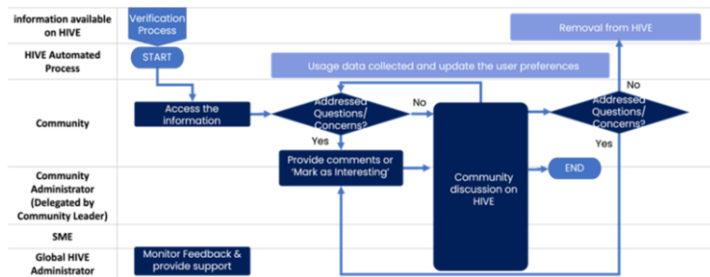 information available
on HIVE
Verification
Process
Removal from HIVE
HIVE Automated
Process
START
Usage data collected and update the user preferences
No
Community
Access the
information
Addressed
Questions/
Concerns?
No
Addressed
Questions/
Concerns?
Yes
Yes
Provide comments or
'Mark as Interesting'
Community
discussion on
HIVE
END
Community
Administrator
(Delegated by
Community Leader)
SME
Global HIVE
Administrator
Monitor Feedback &
provide support